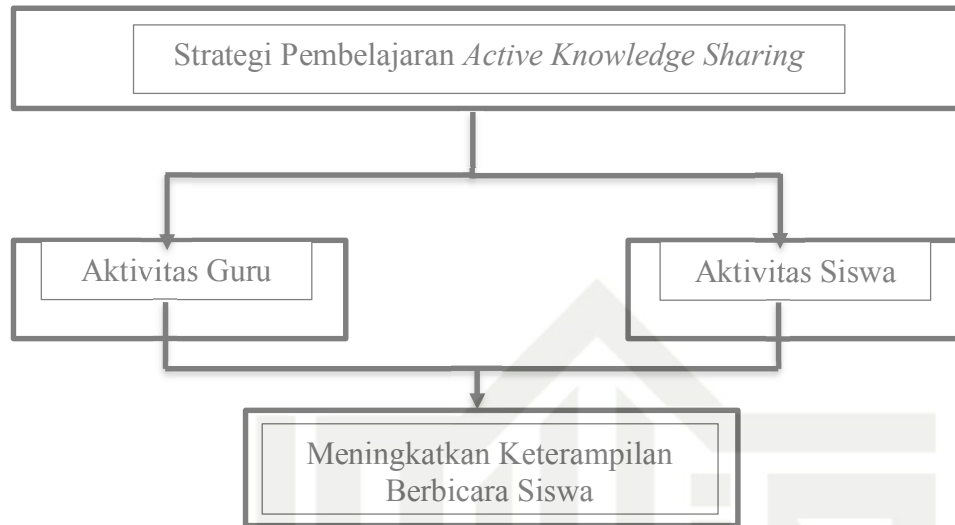 Strategi Pembelajaran Active Knowledge Sharing
Aktivitas Guru
Aktivitas Siswa
Meningkatkan Keterampilan
Berbicara Siswa